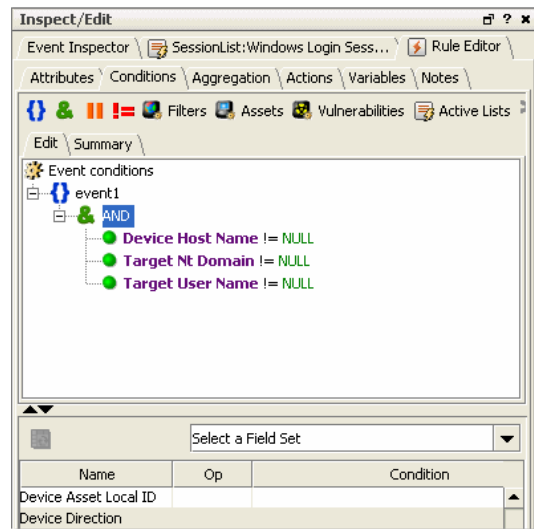 Inspect/Edit
Event Inspector SessionList:Windows Login Sess... Rule Editor
Attributes Conditions Aggregation Actions Variables Notes
{} & || != Filters Assets Vulnerabilities Active Lists
Edit Summary
Event conditions
{} event1
& AND
Device Host Name != NULL
Target Nt Domain != NULL
Target User Name != NULL
Select a Field Set
Name Op Condition
Device Asset Local ID
Device Direction